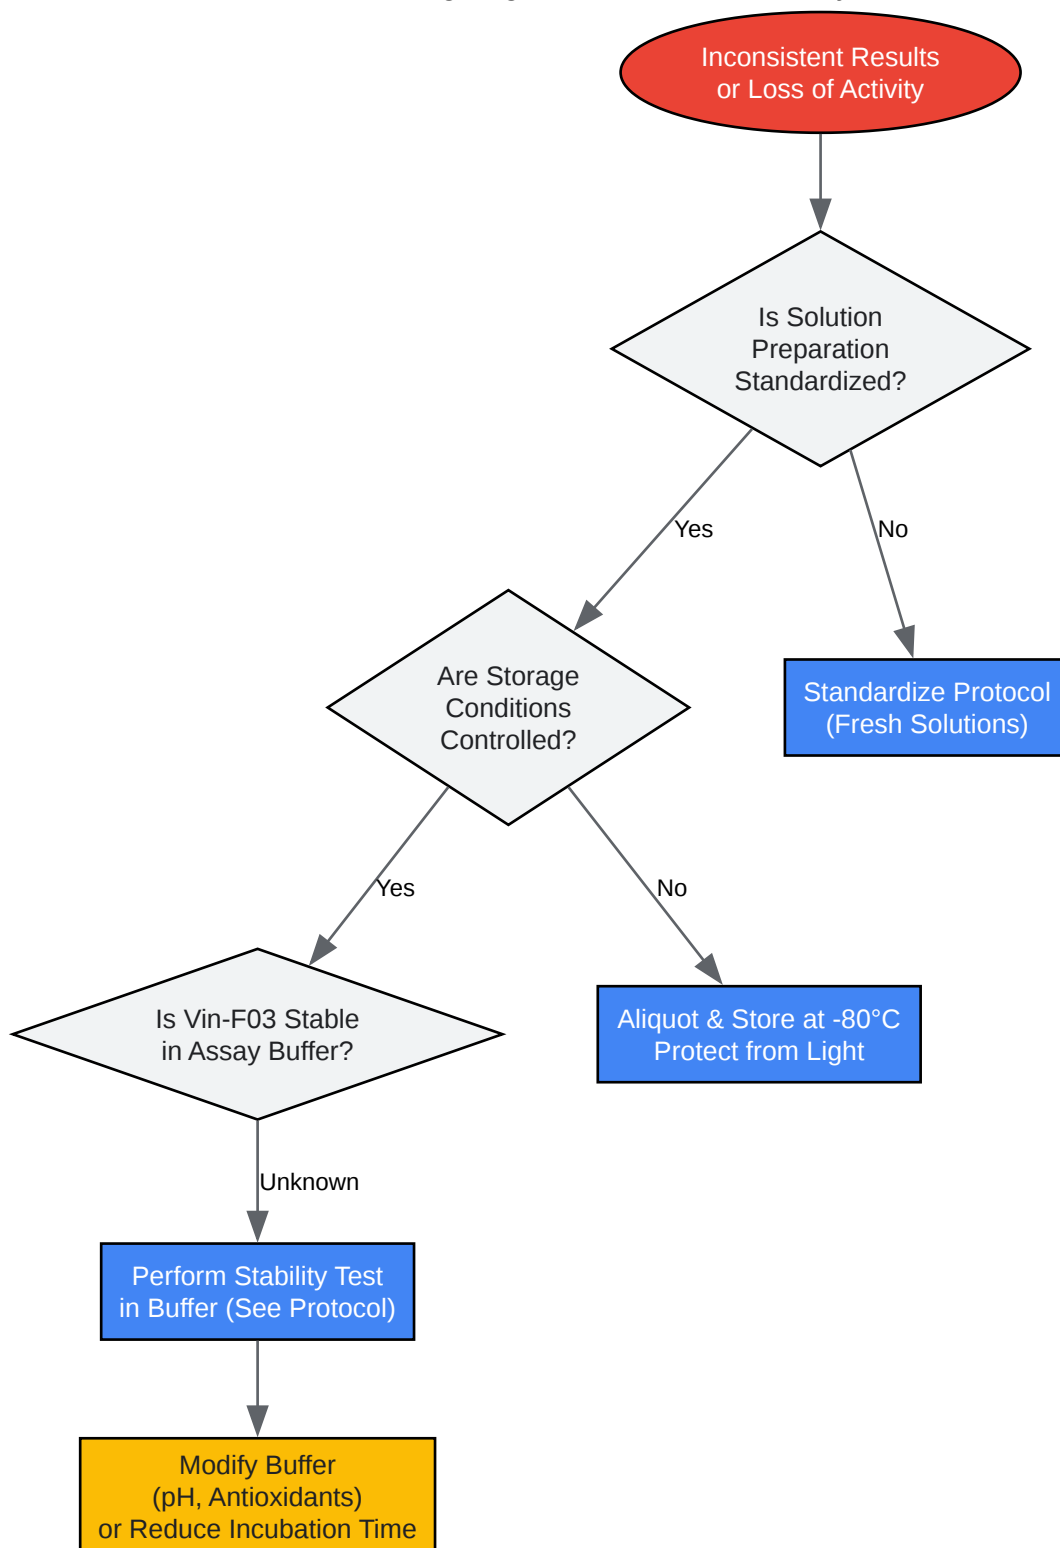 Inconsistent Results
or Loss of Activity
Is Solution
Preparation
Standardized?
Yes
No
Are Storage
Conditions
Controlled?
Standardize Protocol
(Fresh Solutions)
Yes
No
Is Vin-F03 Stable
in Assay Buffer?
Aliquot & Store at -80°C
Protect from Light
Unknown
Perform Stability Test
in Buffer (See Protocol)
Modify Buffer
(pH, Antioxidants)
or Reduce Incubation Time